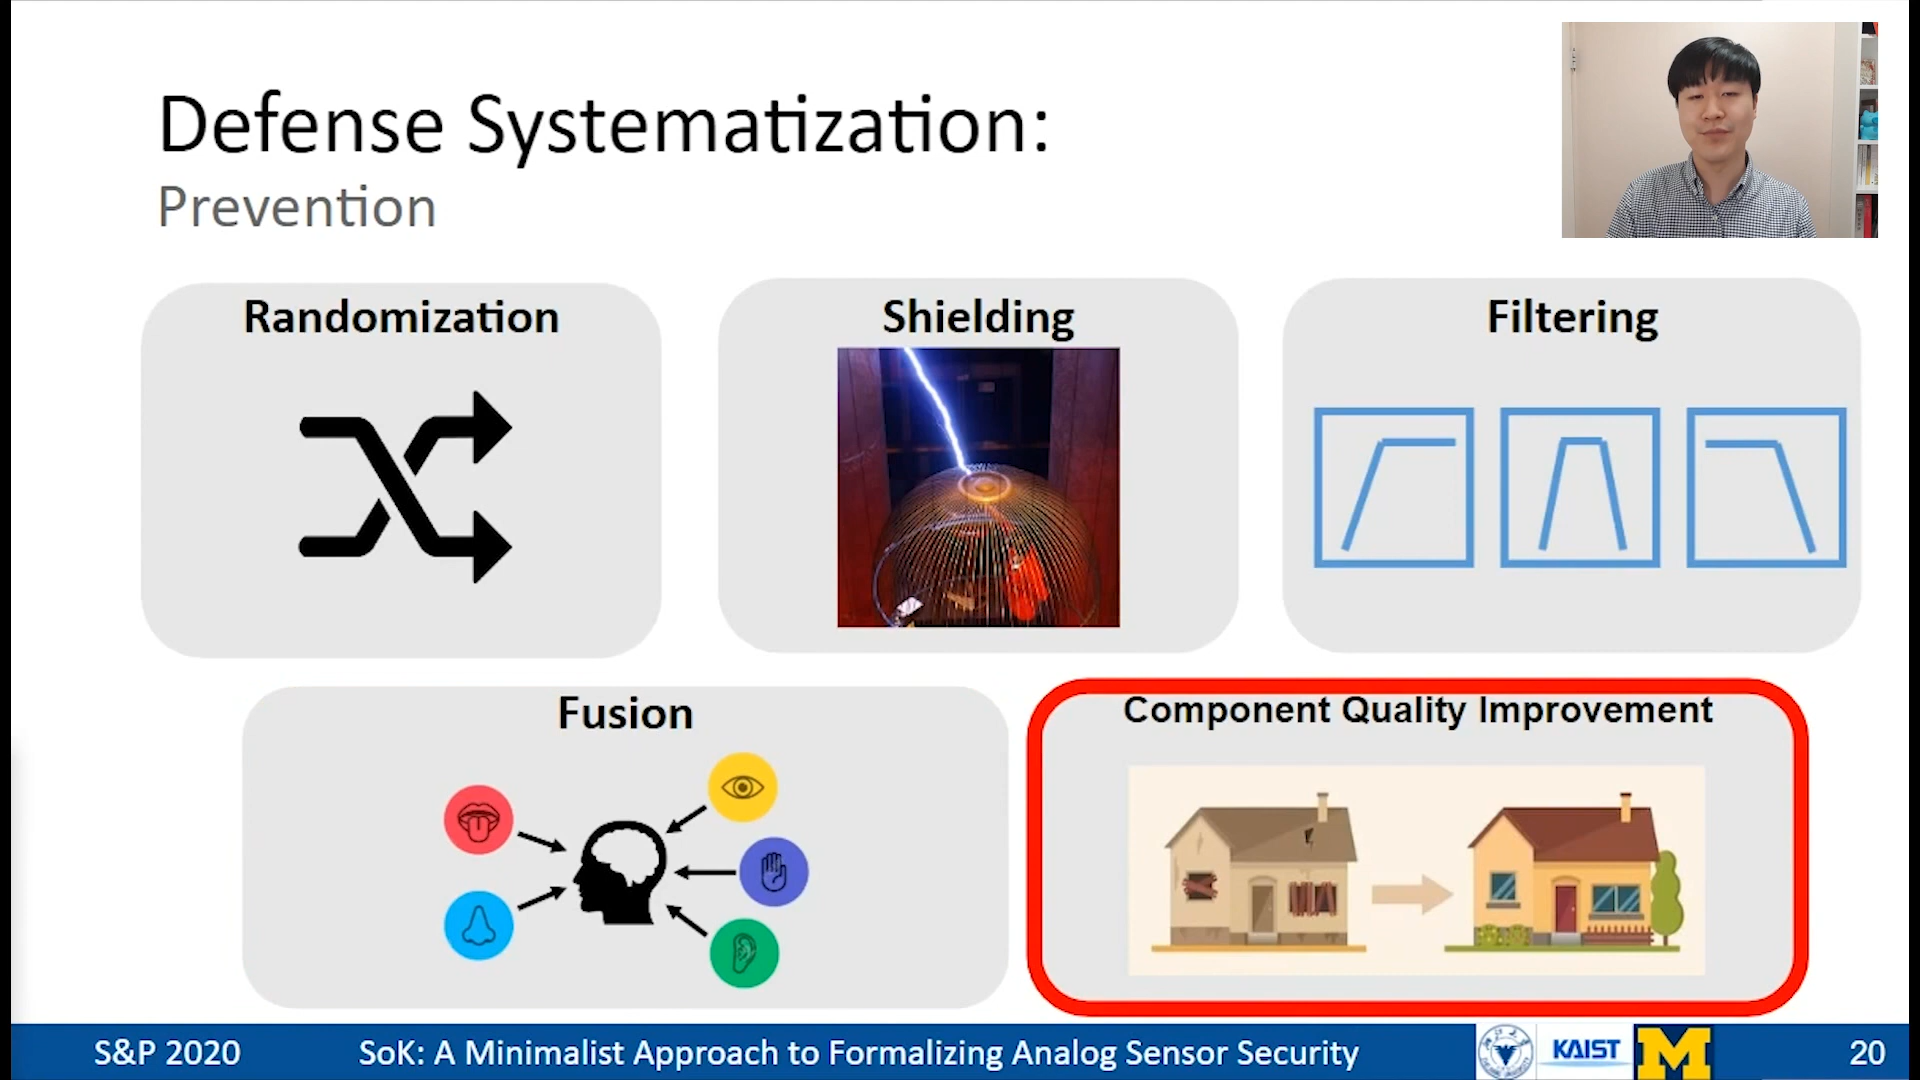 Defense Systematization:
Prevention
Randomization
Shielding
Filtering
Fusion
Component Quality Improvement
S&P 2020
SoK: A Minimalist Approach to Formalizing Analog Sensor Security
KAIST
M
20